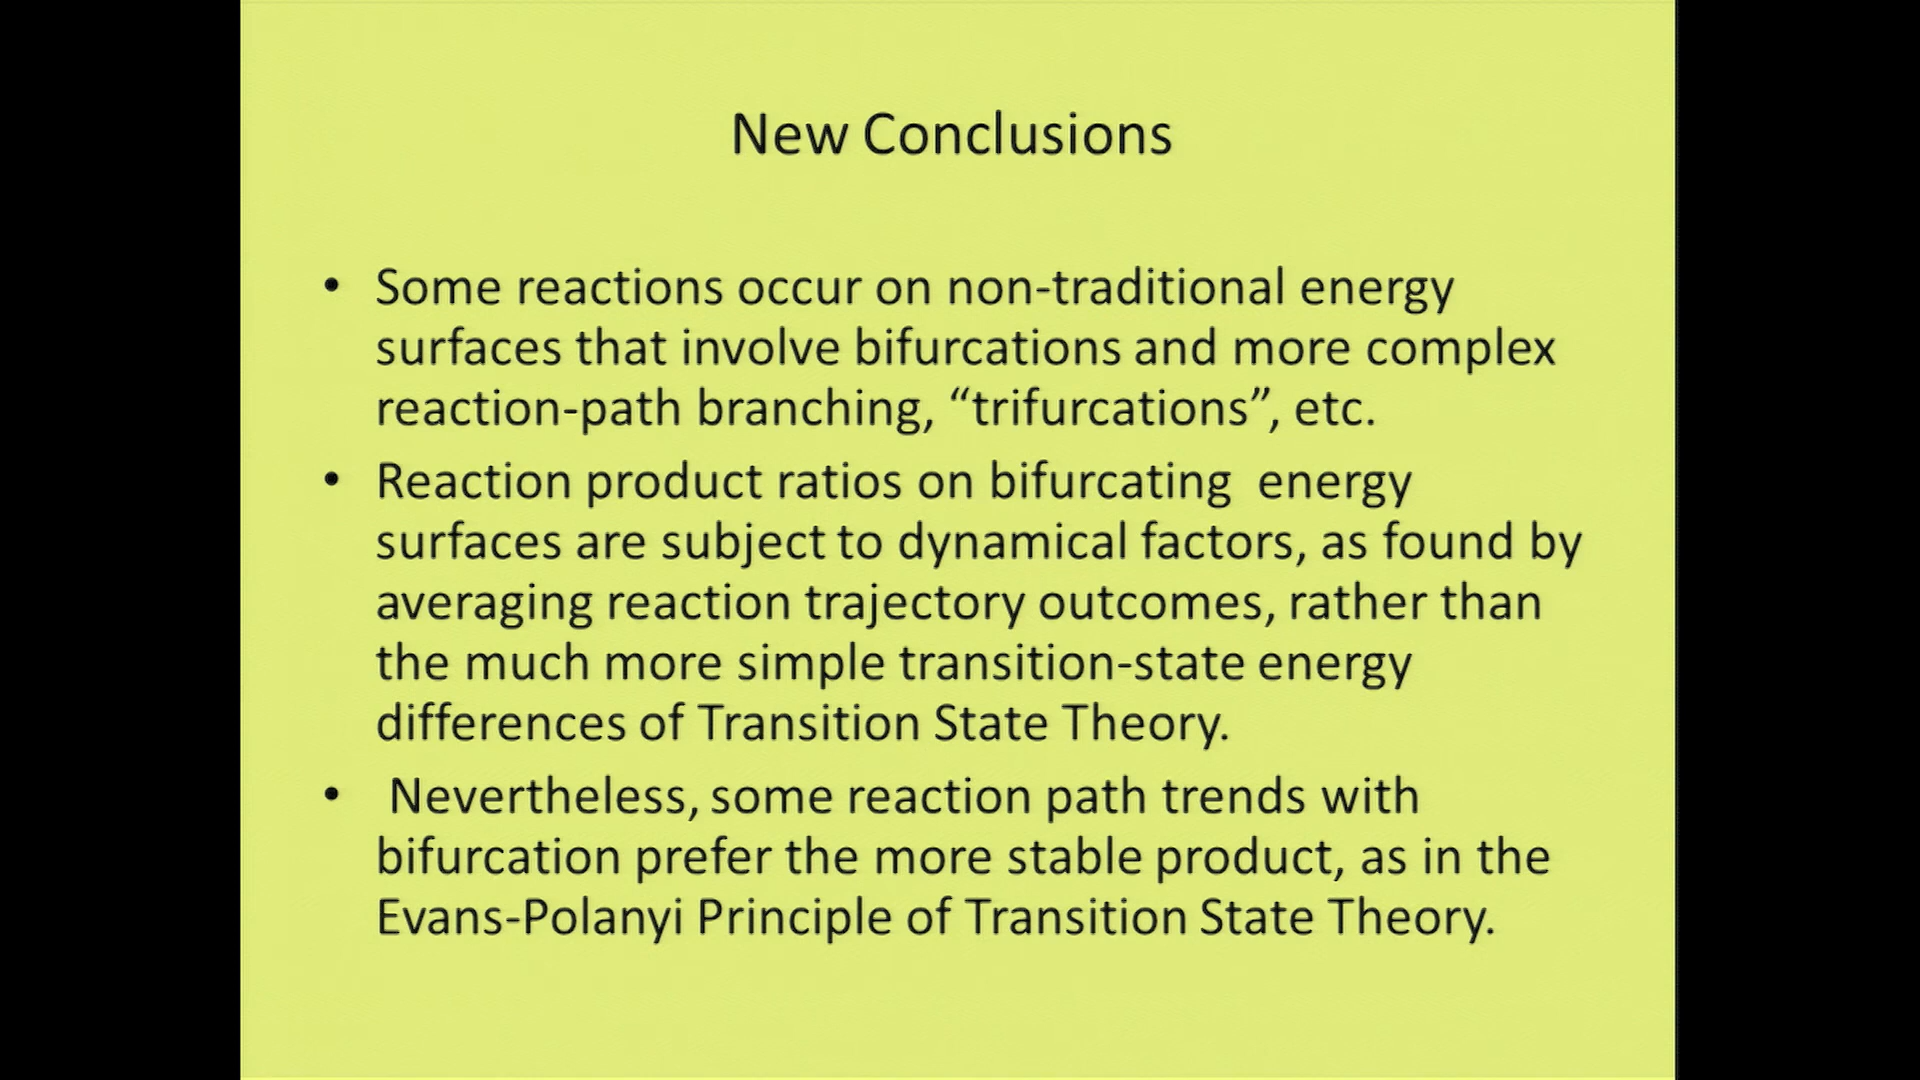 New Conclusions
• Some reactions occur on non-traditional energy
surfaces that involve bifurcations and more complex
reaction-path branching, “trifurcations”, etc.
• Reaction product ratios on bifurcating energy
surfaces are subject to dynamical factors, as found by
averaging reaction trajectory outcomes, rather than
the much more simple transition-state energy
differences of Transition State Theory.
• Nevertheless, some reaction path trends with
bifurcation prefer the more stable product, as in the
Evans-Polanyi Principle of Transition State Theory.